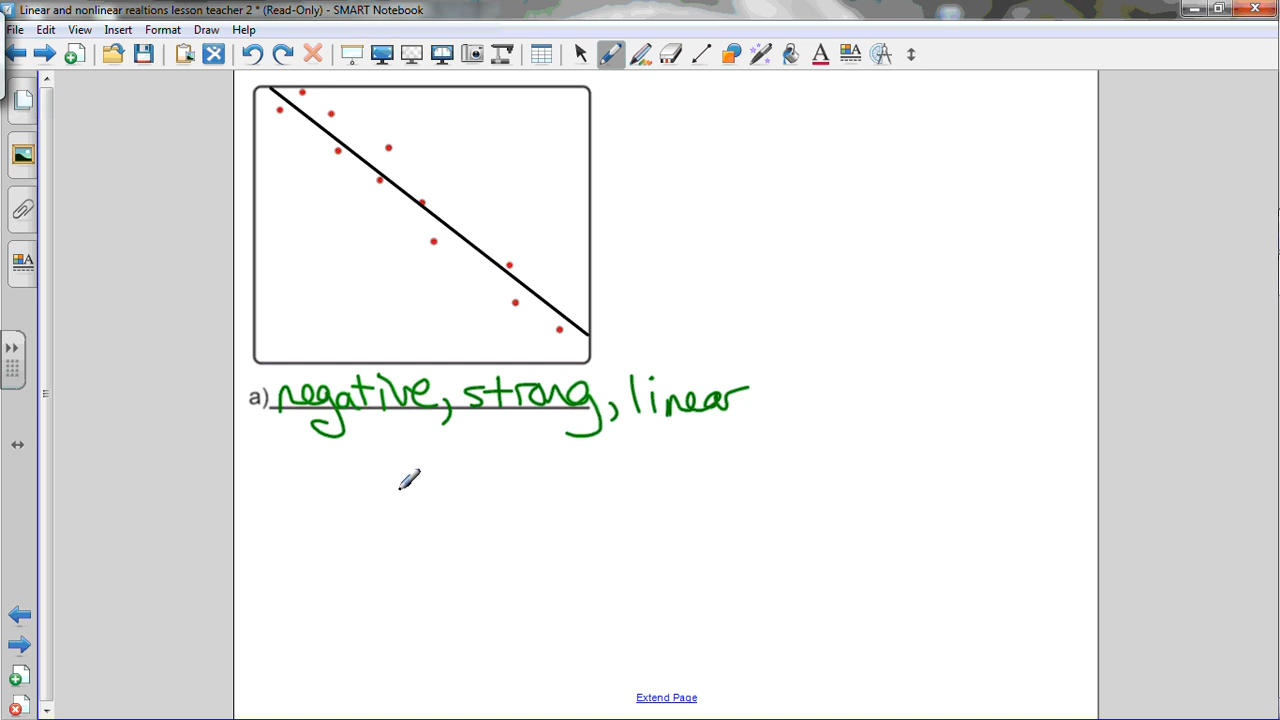 Linear and nonlinear realtions lesson teacher 2 * (Read-Only) - SMART Notebook
File Edit View Insert Format Draw Help
a) negative, strong, linear
Extend Page